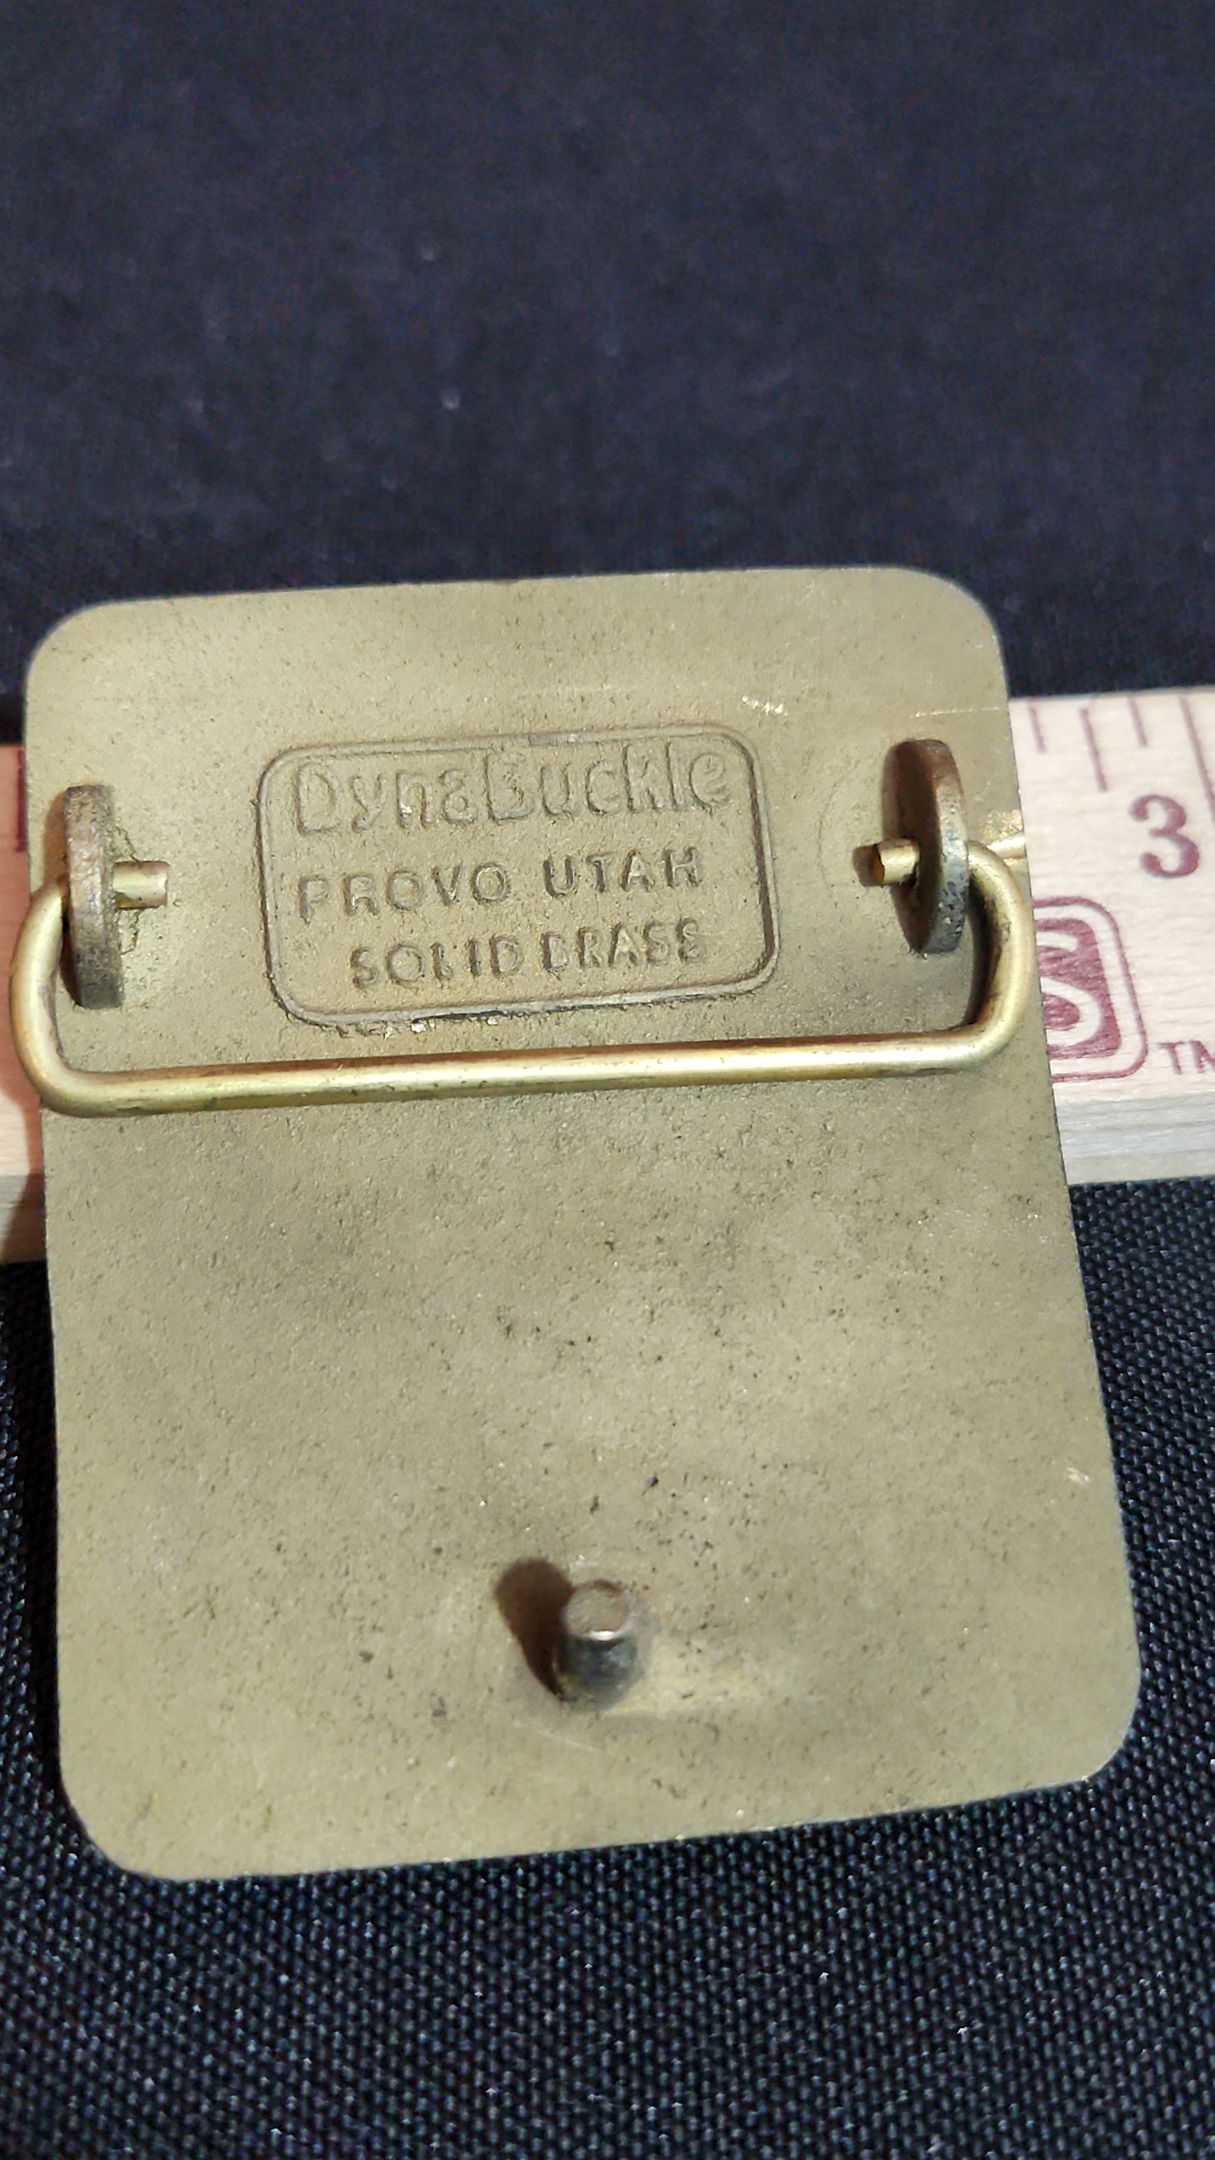 DynaBuckle
PROVO UTAH
SOLID BRASS
3
S
TM